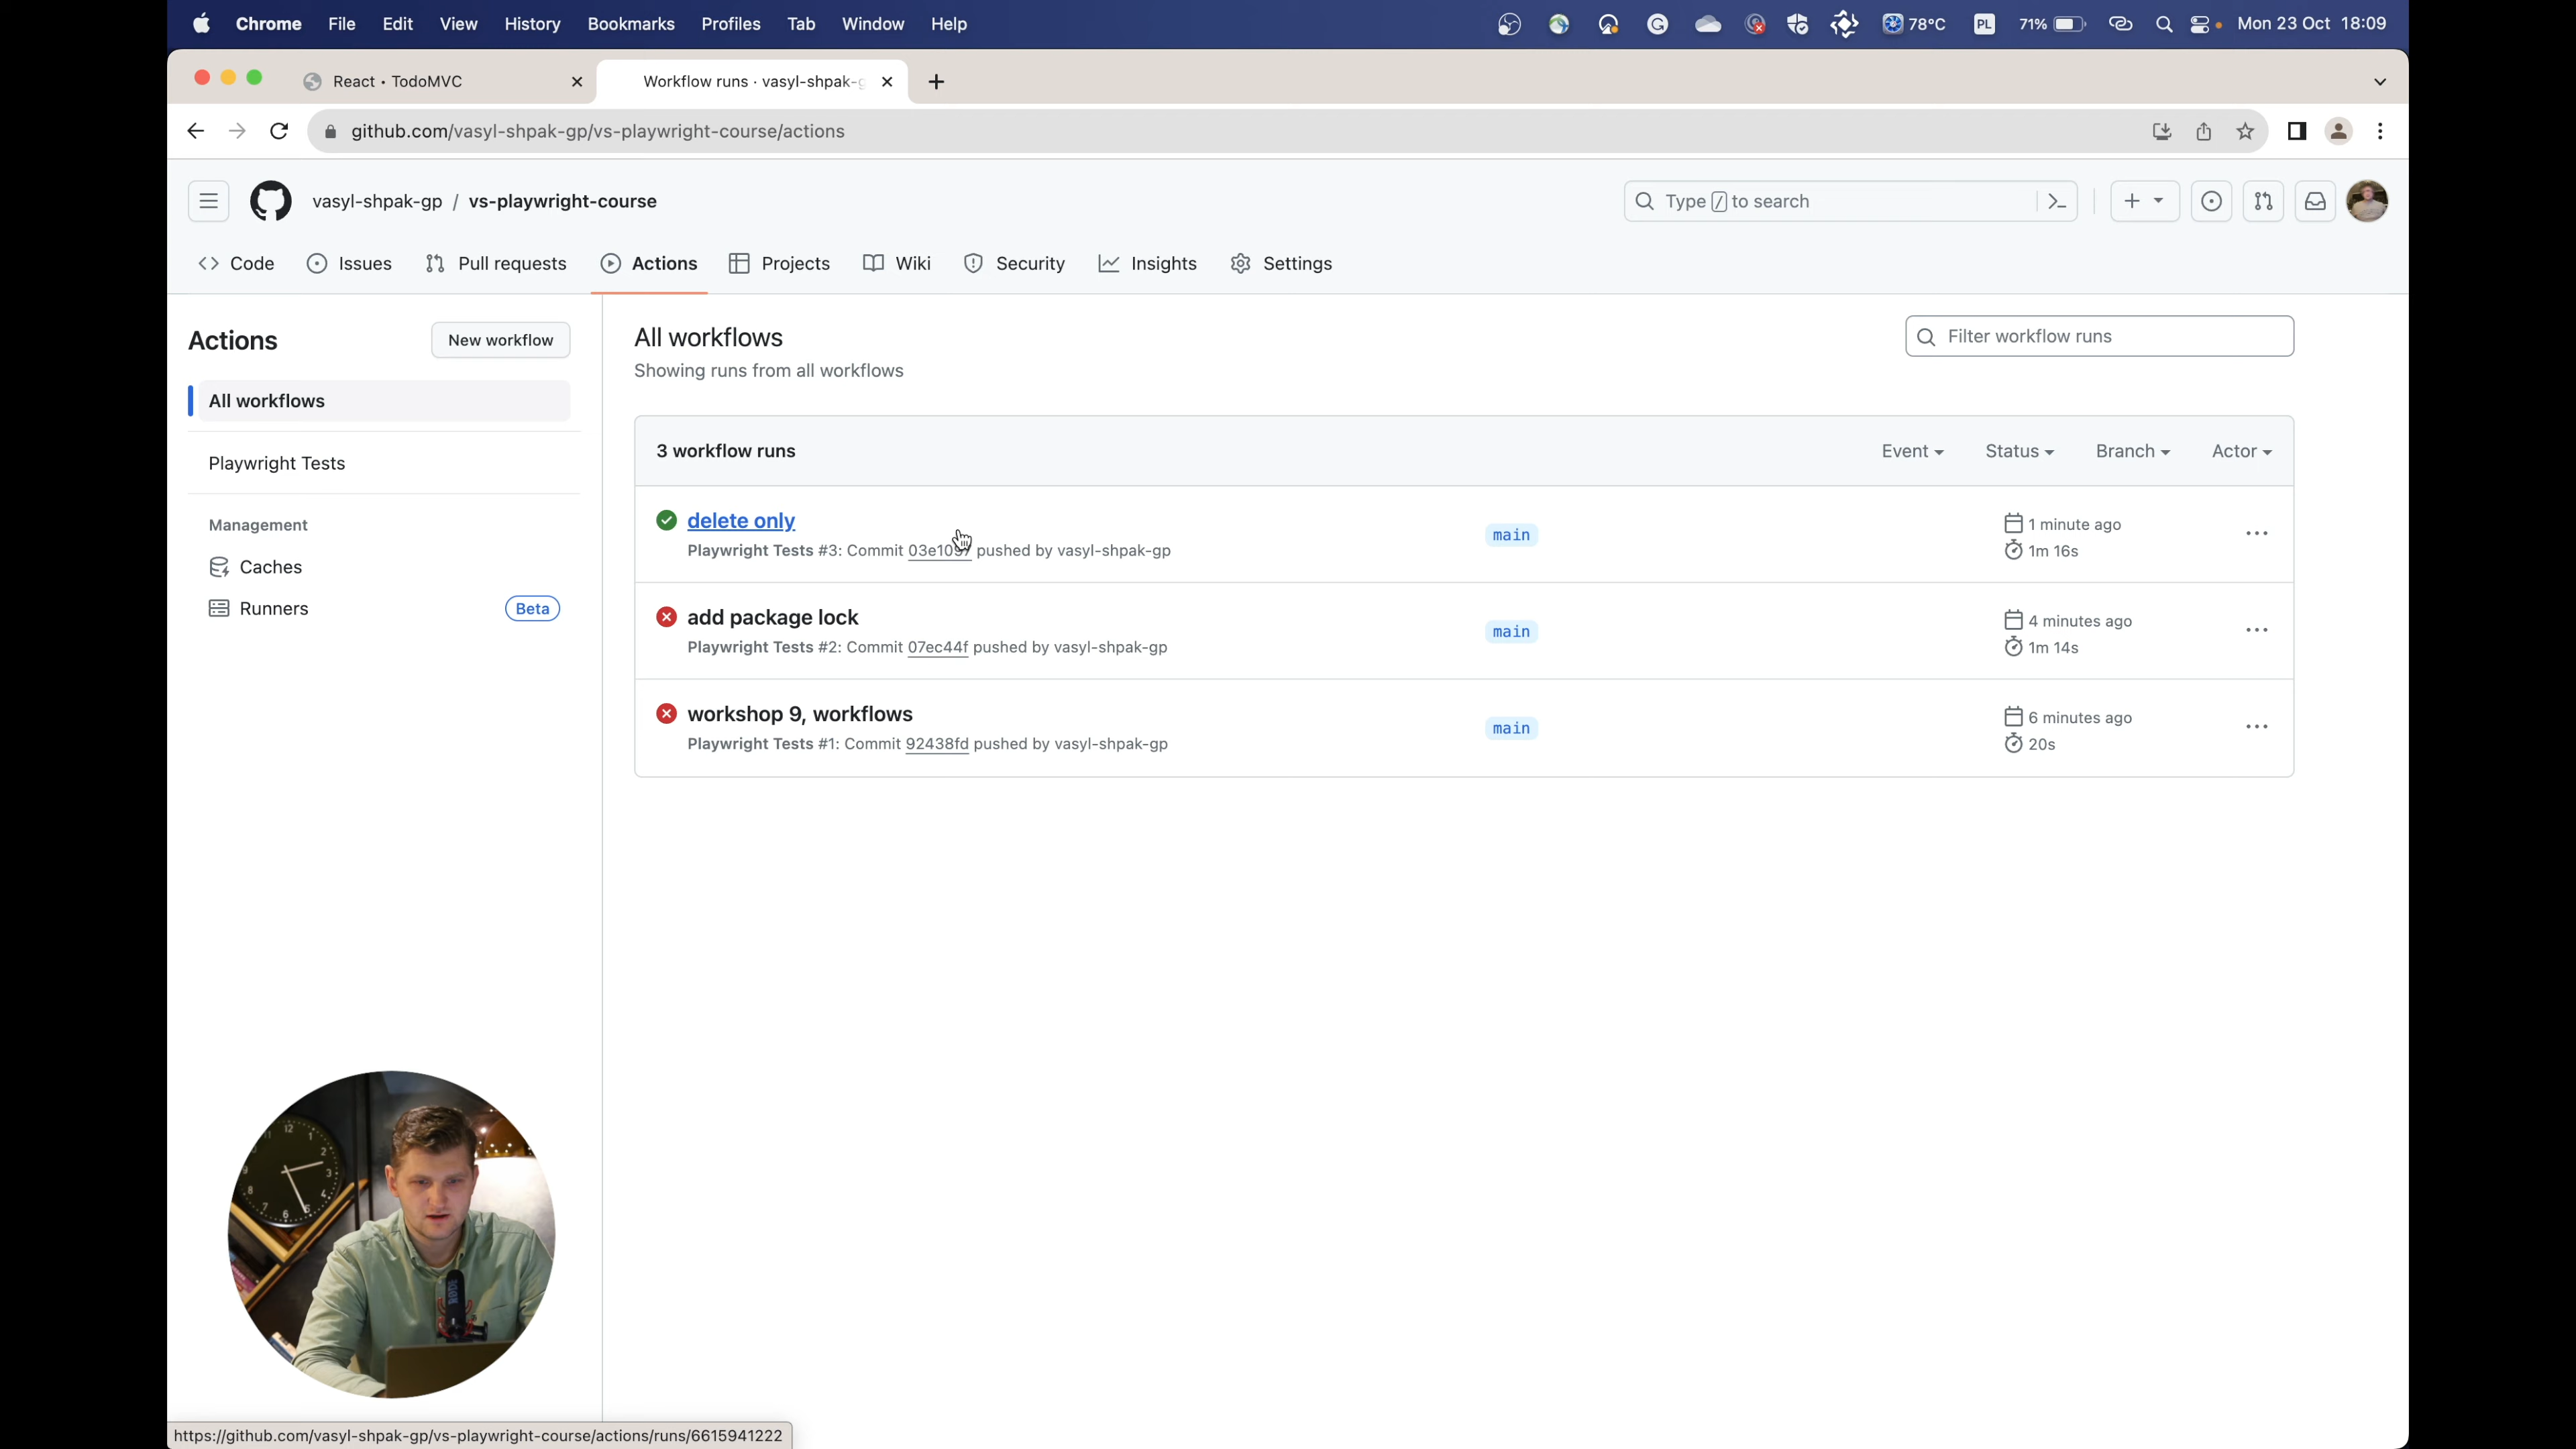 Chrome File Edit View History Bookmarks Profiles Tab Window Help 78°C PL 71% Mon 23 Oct 18:09
React • TodoMVC Workflow runs · vasyl-shpak-g
github.com/vasyl-shpak-gp/vs-playwright-course/actions
vasyl-shpak-gp / vs-playwright-course Type / to search
Code Issues Pull requests Actions Projects Wiki Security Insights Settings
Actions New workflow
All workflows
Playwright Tests
Management
Caches
Runners Beta
All workflows
Showing runs from all workflows
Filter workflow runs
3 workflow runs Event Status Branch Actor
delete only
Playwright Tests #3: Commit pushed by vasyl-shpak-gp
main
1 minute ago
1m 16s
add package lock
Playwright Tests #2: Commit 07ec44f pushed by vasyl-shpak-gp
main
4 minutes ago
1m 14s
workshop 9, workflows
Playwright Tests #1: Commit 92438fd pushed by vasyl-shpak-gp
main
6 minutes ago
20s
https://github.com/vasyl-shpak-gp/vs-playwright-course/actions/runs/6615941222